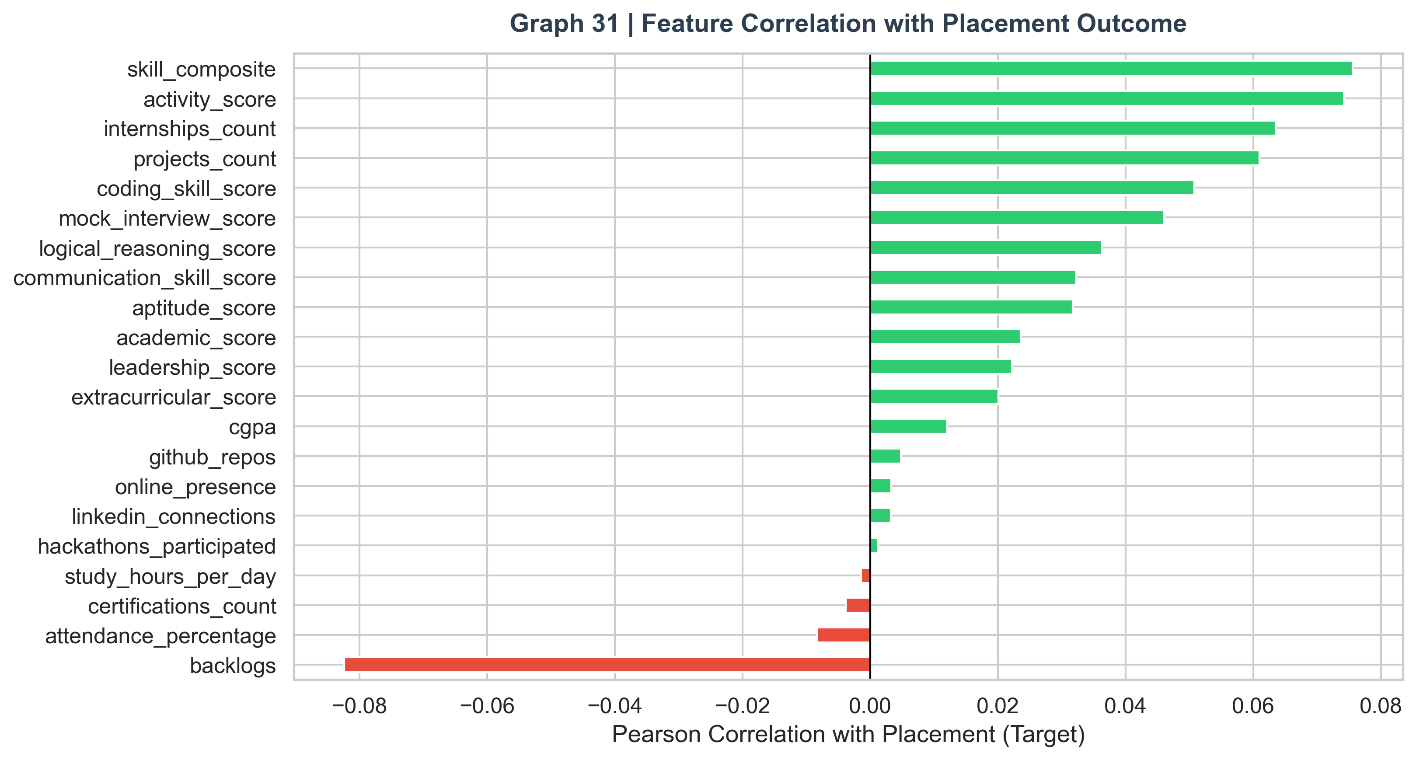 Graph 31 | Feature Correlation with Placement Outcome
skill_composite
activity_score
internships_count
projects_count
coding_skill_score
mock_interview_score
logical_reasoning_score
communication_skill_score
aptitude_score
academic_score
leadership_score
extracurricular_score
cgpa
github_repos
online_presence
linkedin_connections
hackathons_participated
study_hours_per_day
certifications_count
attendance_percentage
backlogs
−0.08 −0.06 −0.04 −0.02 0.00 0.02 0.04 0.06 0.08
Pearson Correlation with Placement (Target)